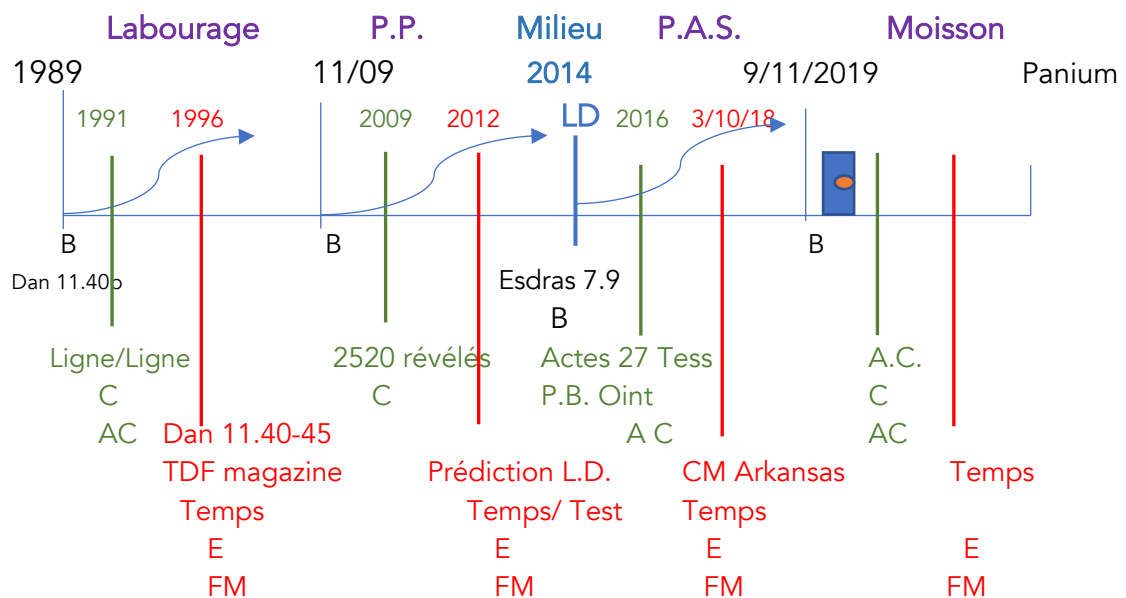 Labourage P.P. Milieu P.A.S. Moisson
1989 11/09 2014 9/11/2019 Panium
1991 1996 2009 2012 LD 2016 3/10/18
B B B
Dan 11.40b Esdras 7.9
B
Ligne/Ligne 2520 révélés Actes 27 Tess A.C.
C C P.B. Oint C
AC Dan 11.40-45 A C AC
TDF magazine Prédiction L.D. CM Arkansas Temps
Temps Temps/ Test Temps
E E E E
FM FM FM FM